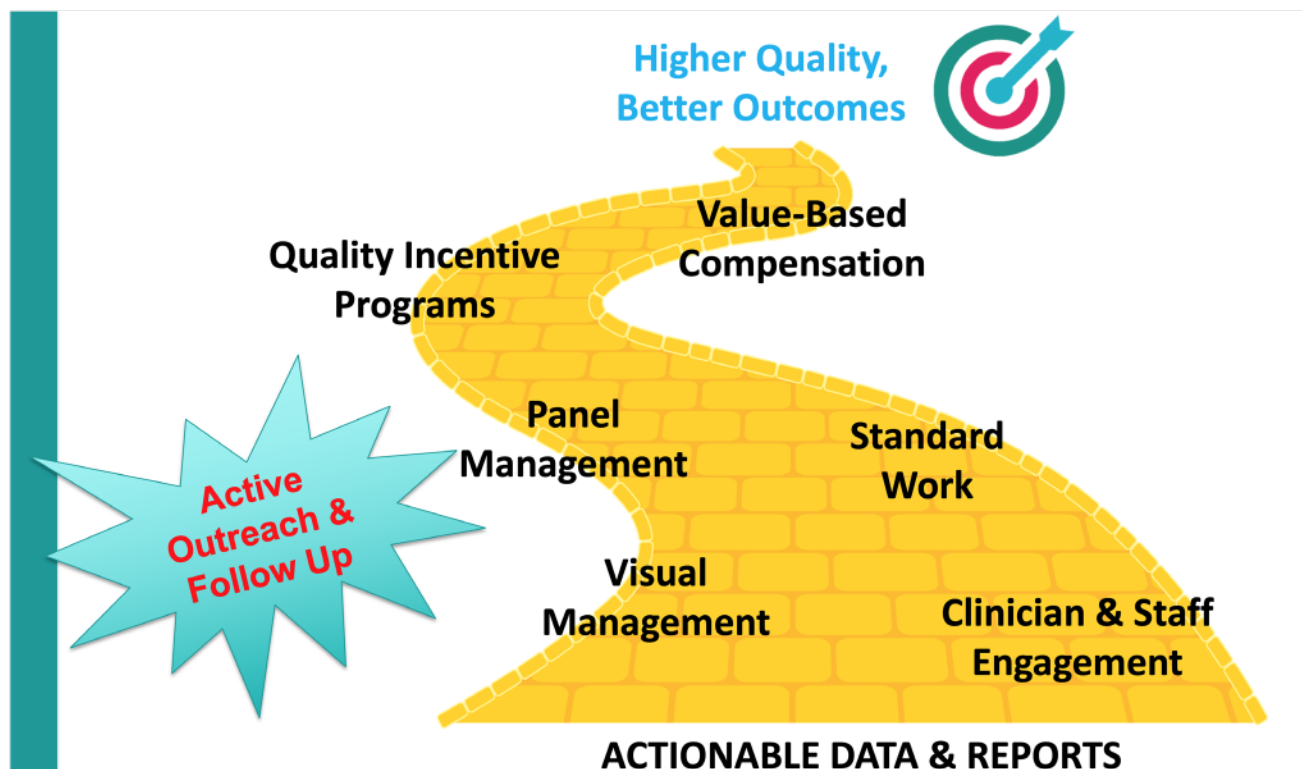 Higher Quality,
Better Outcomes
Value-Based
Compensation
Quality Incentive
Programs
Panel
Management
Standard
Work
Active
Outreach &
Follow Up
Visual
Management
Clinician & Staff
Engagement
ACTIONABLE DATA & REPORTS